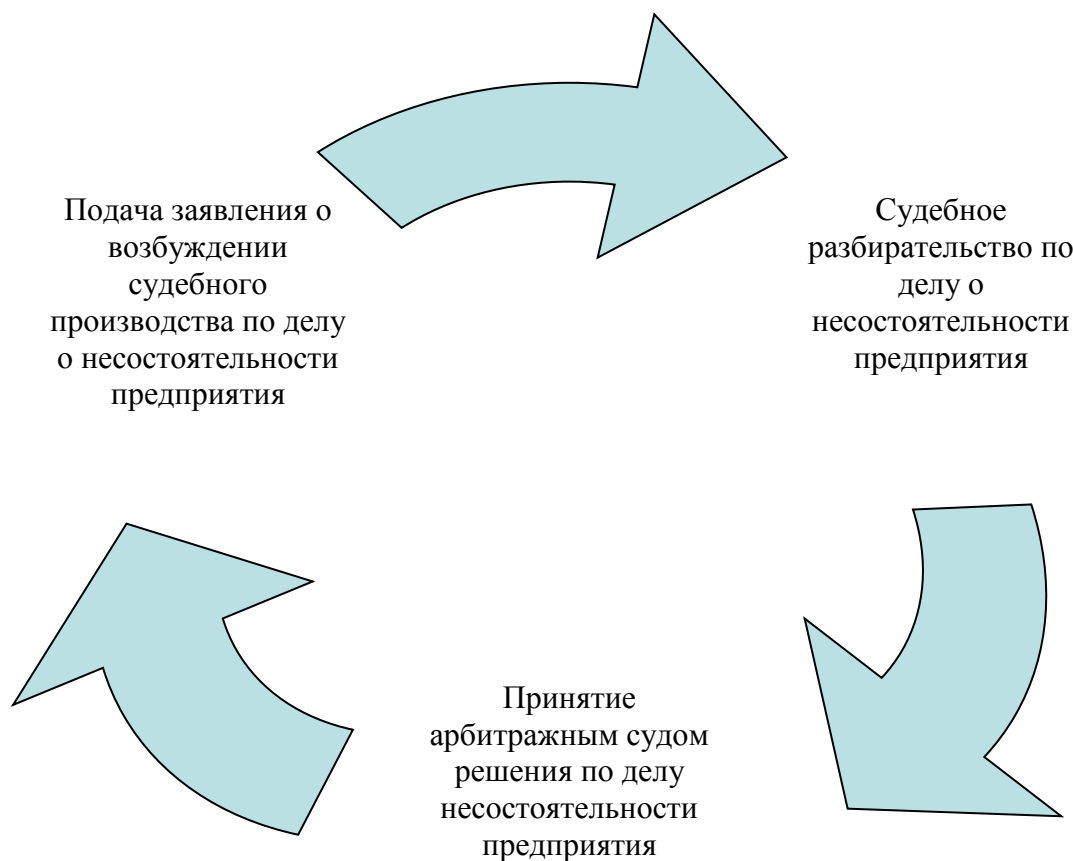 Подача заявления о
возбуждении
судебного
производства по делу
о несостоятельности
предприятия
Судебное
разбирательство по
делу о
несостоятельности
предприятия
Принятие
арбитражным судом
решения по делу
несостоятельности
предприятия